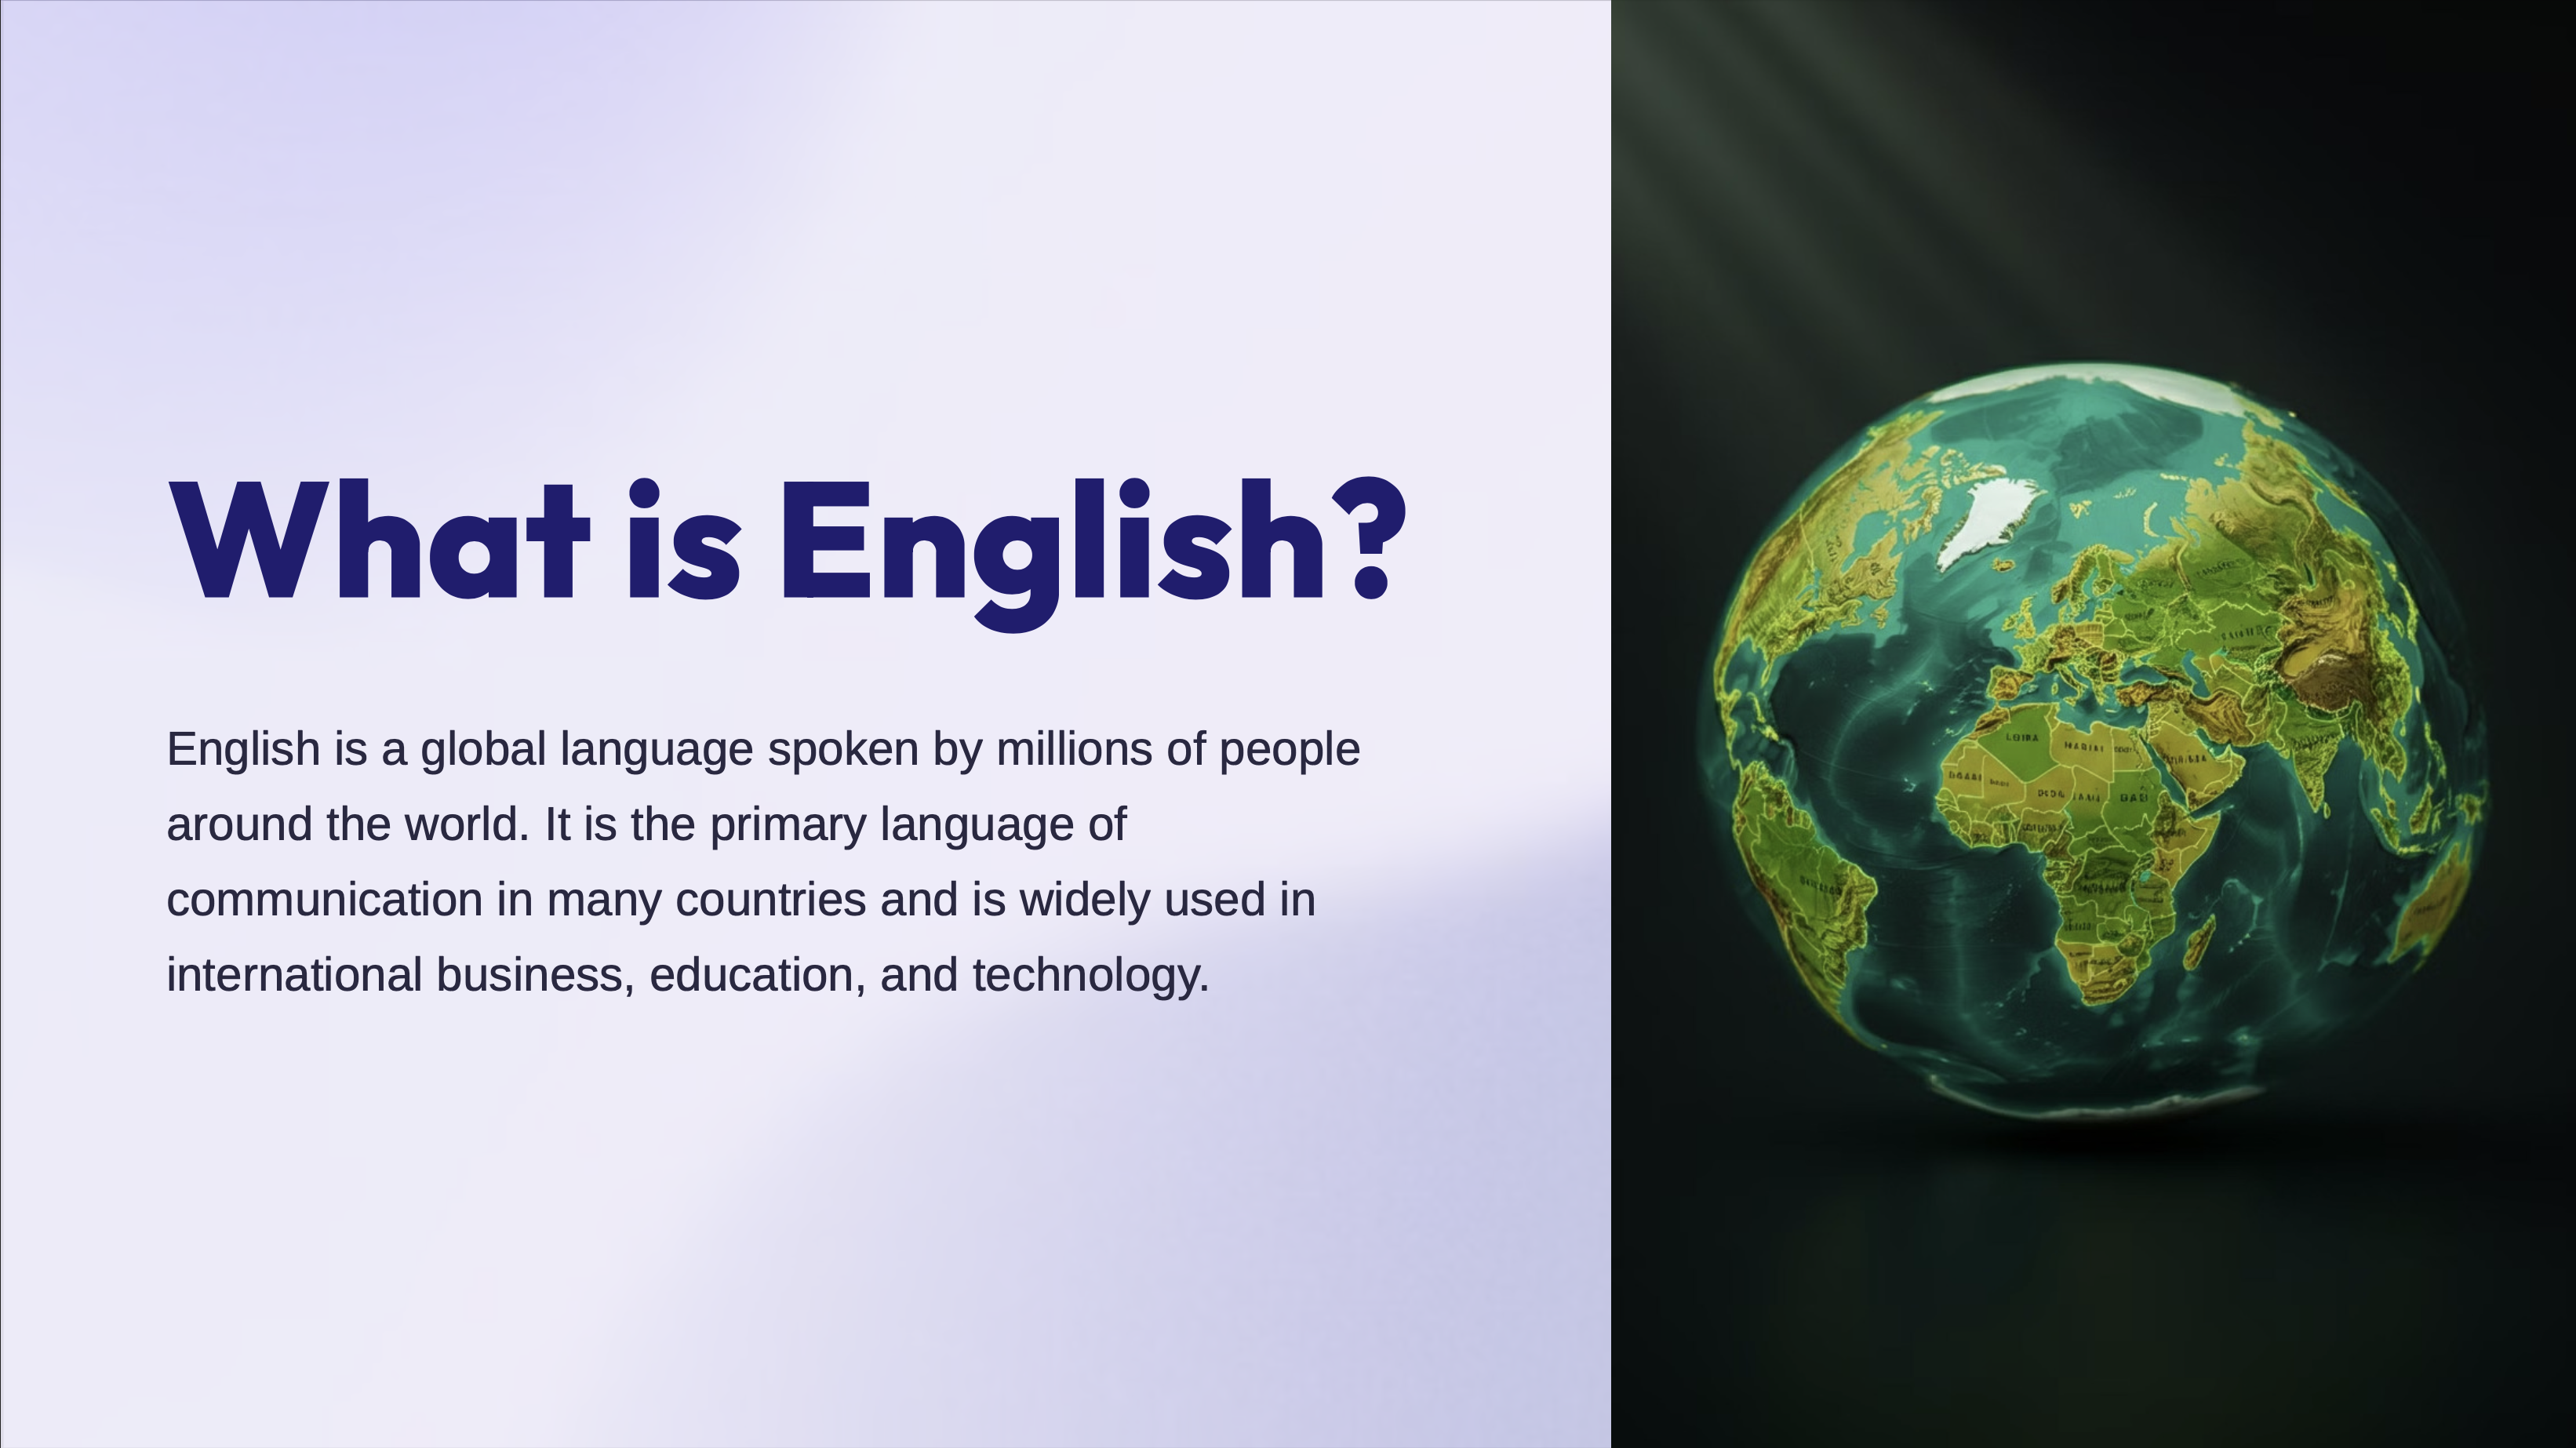 What is English?
English is a global language spoken by millions of people
around the world. It is the primary language of
communication in many countries and is widely used in
international business, education, and technology.